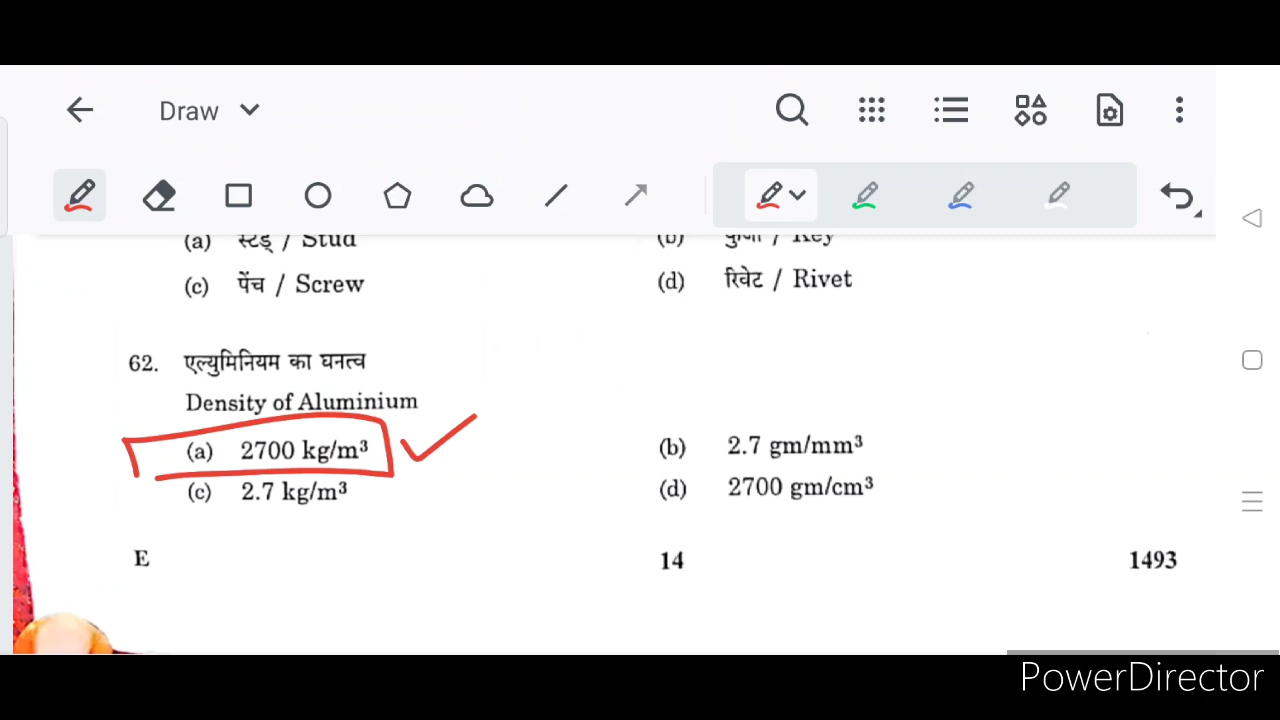 Draw
(a) स्टड् / Stud
(b) कुंजी / Key
(c) पेंच / Screw
(d) रिवेट / Rivet
62. एल्युमिनियम का घनत्व
Density of Aluminium
(a) 2700 kg/m³
(b) 2.7 gm/mm³
(c) 2.7 kg/m³
(d) 2700 gm/cm³
E 14 1493
PowerDirector